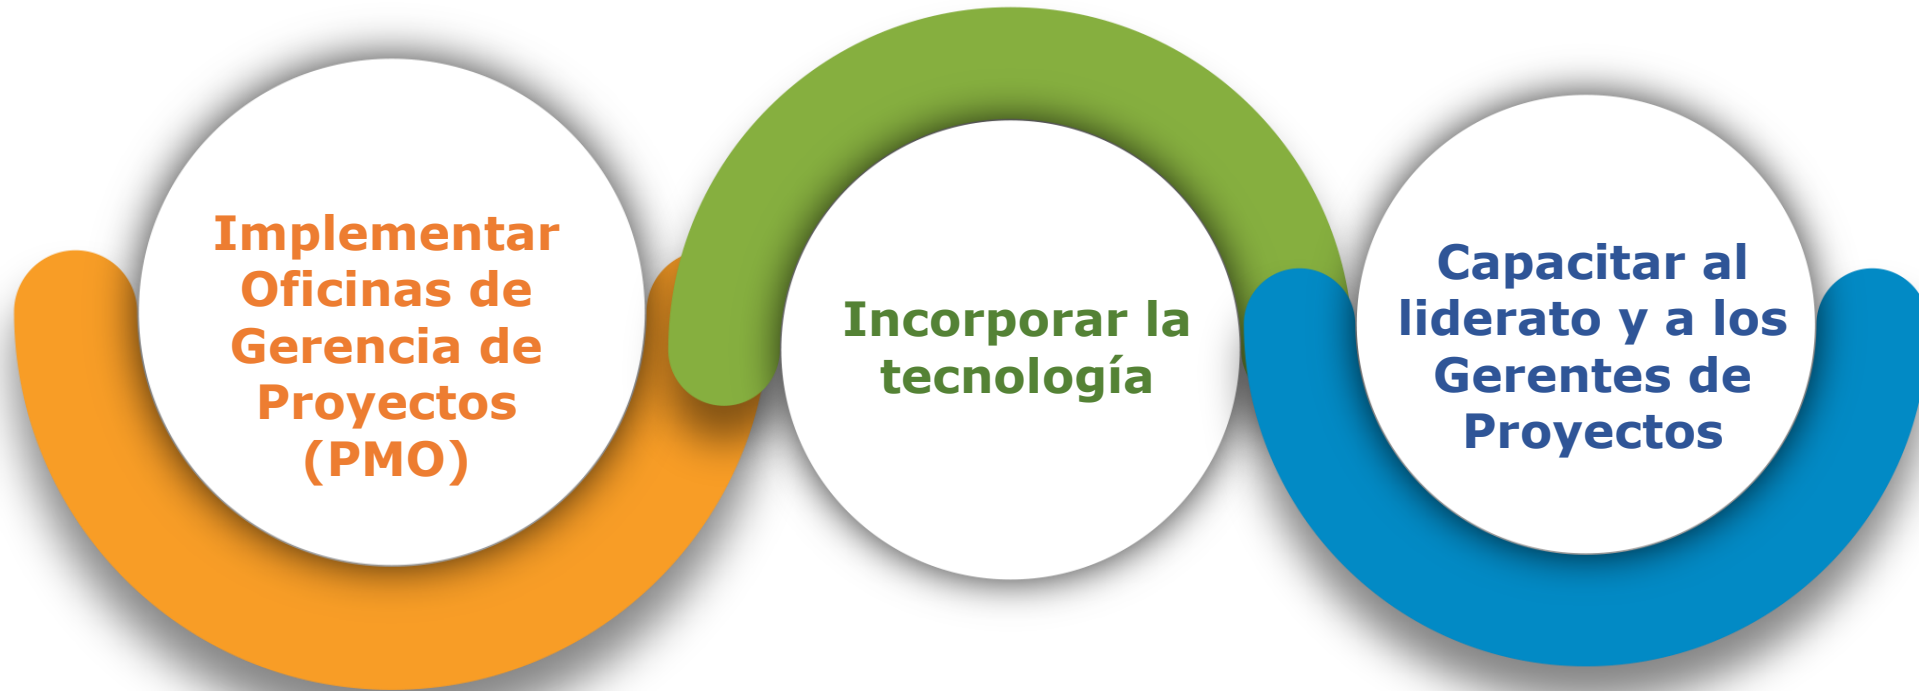 Implementar
Oficinas de
Gerencia de
Proyectos
(PMO)
Incorporar la
tecnología
Capacitar al
liderato y a los
Gerentes de
Proyectos